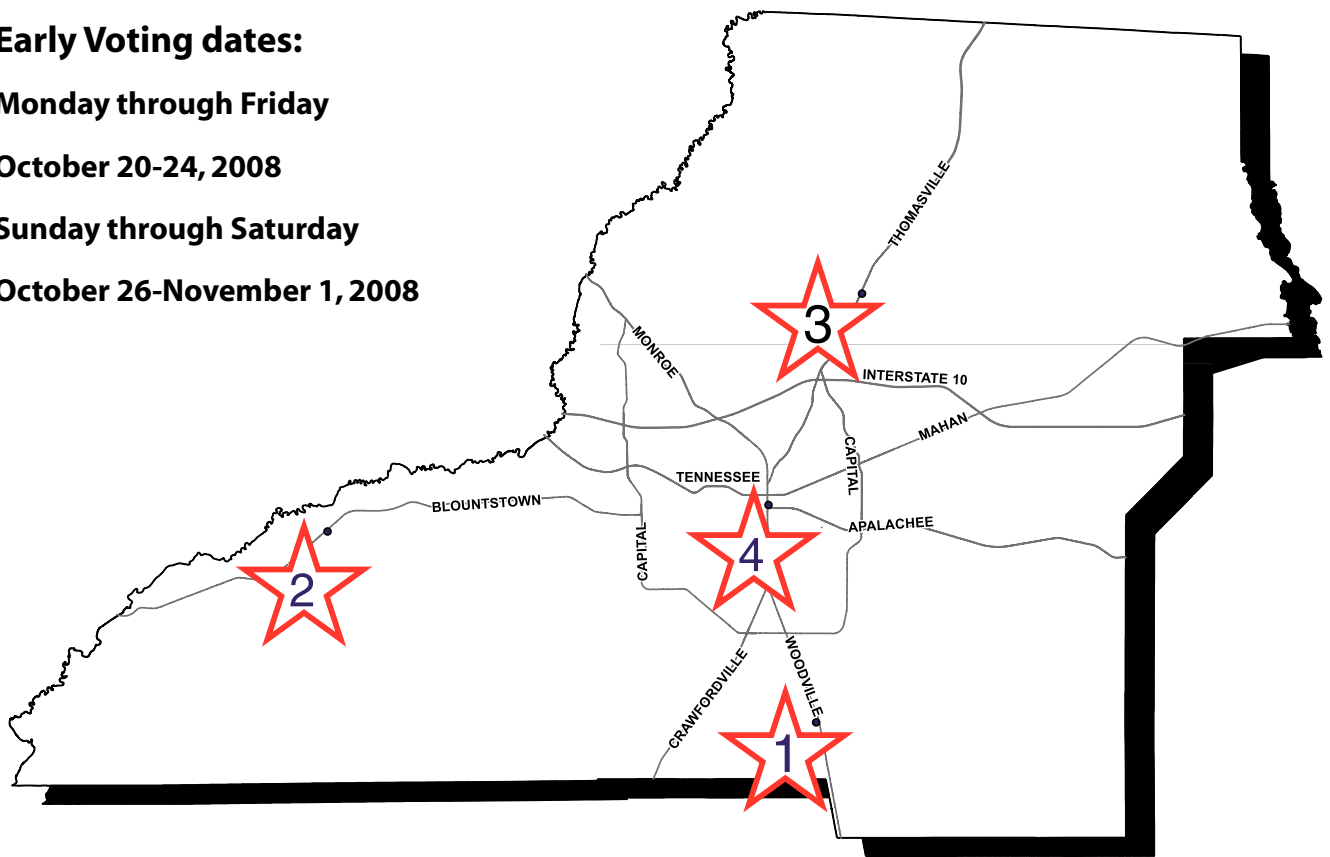 Early Voting dates:
Monday through Friday
October 20-24, 2008
Sunday through Saturday
October 26-November 1, 2008
THOMASVILLE
3
MONROE
INTERSTATE 10
MAHAN
CAPITAL
TENNESSEE
BLOUNTSTOWN
APALACHEE
CAPITAL
4
2
WOODVILLE
CRAWFORDVILLE
1